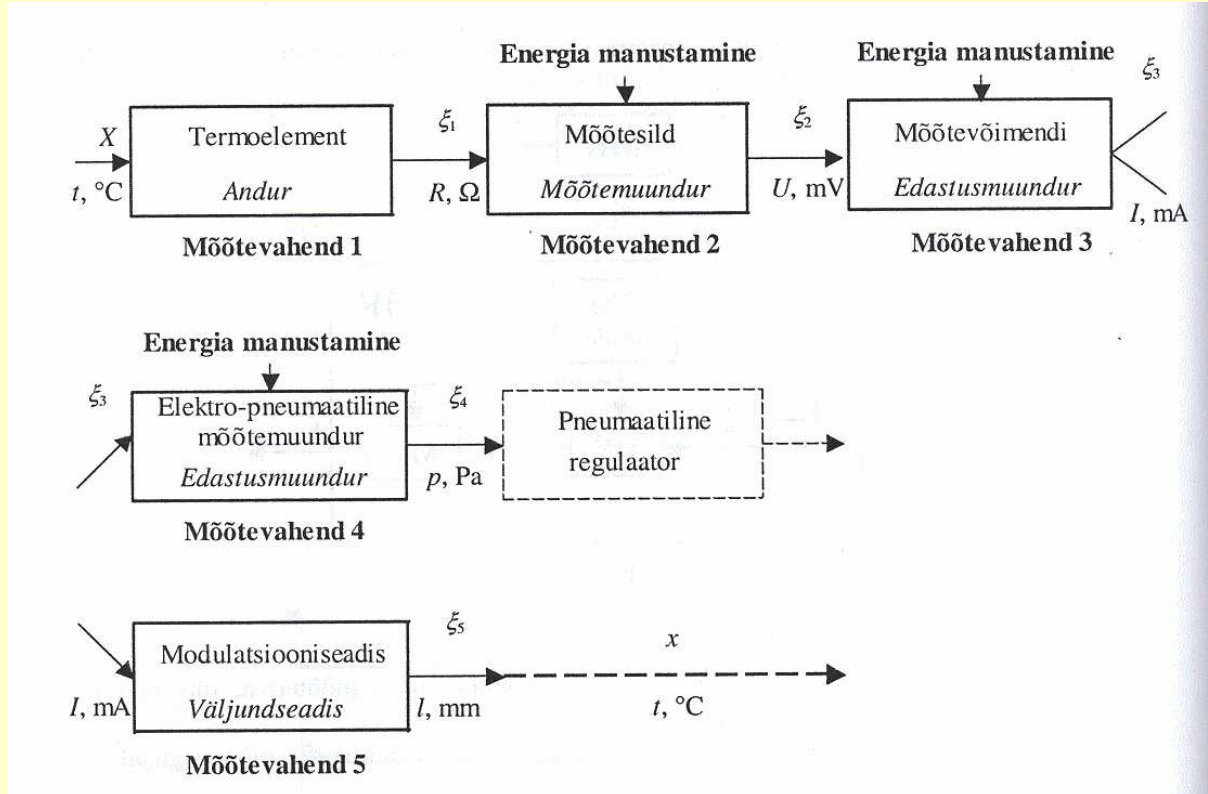 Energia manustamine
Energia manustamine
ξ3
X
t, °C
Termoelement
Andur
Mõõtevahend 1
ξ1
R, Ω
Mõõtesild
Mõõtemuundur
Mõõtevahend 2
ξ2
U, mV
Mõõtevõimendi
Edastusmuundur
Mõõtevahend 3
I, mA
Energia manustamine
ξ3
Elektro-pneumaatiline
mõõtemuundur
Edastusmuundur
Mõõtevahend 4
ξ4
p, Pa
Pneumaatiline
regulaator
I, mA
Modulatsiooniseadis
Väljundseadis
Mõõtevahend 5
ξ5
l, mm
x
t, °C